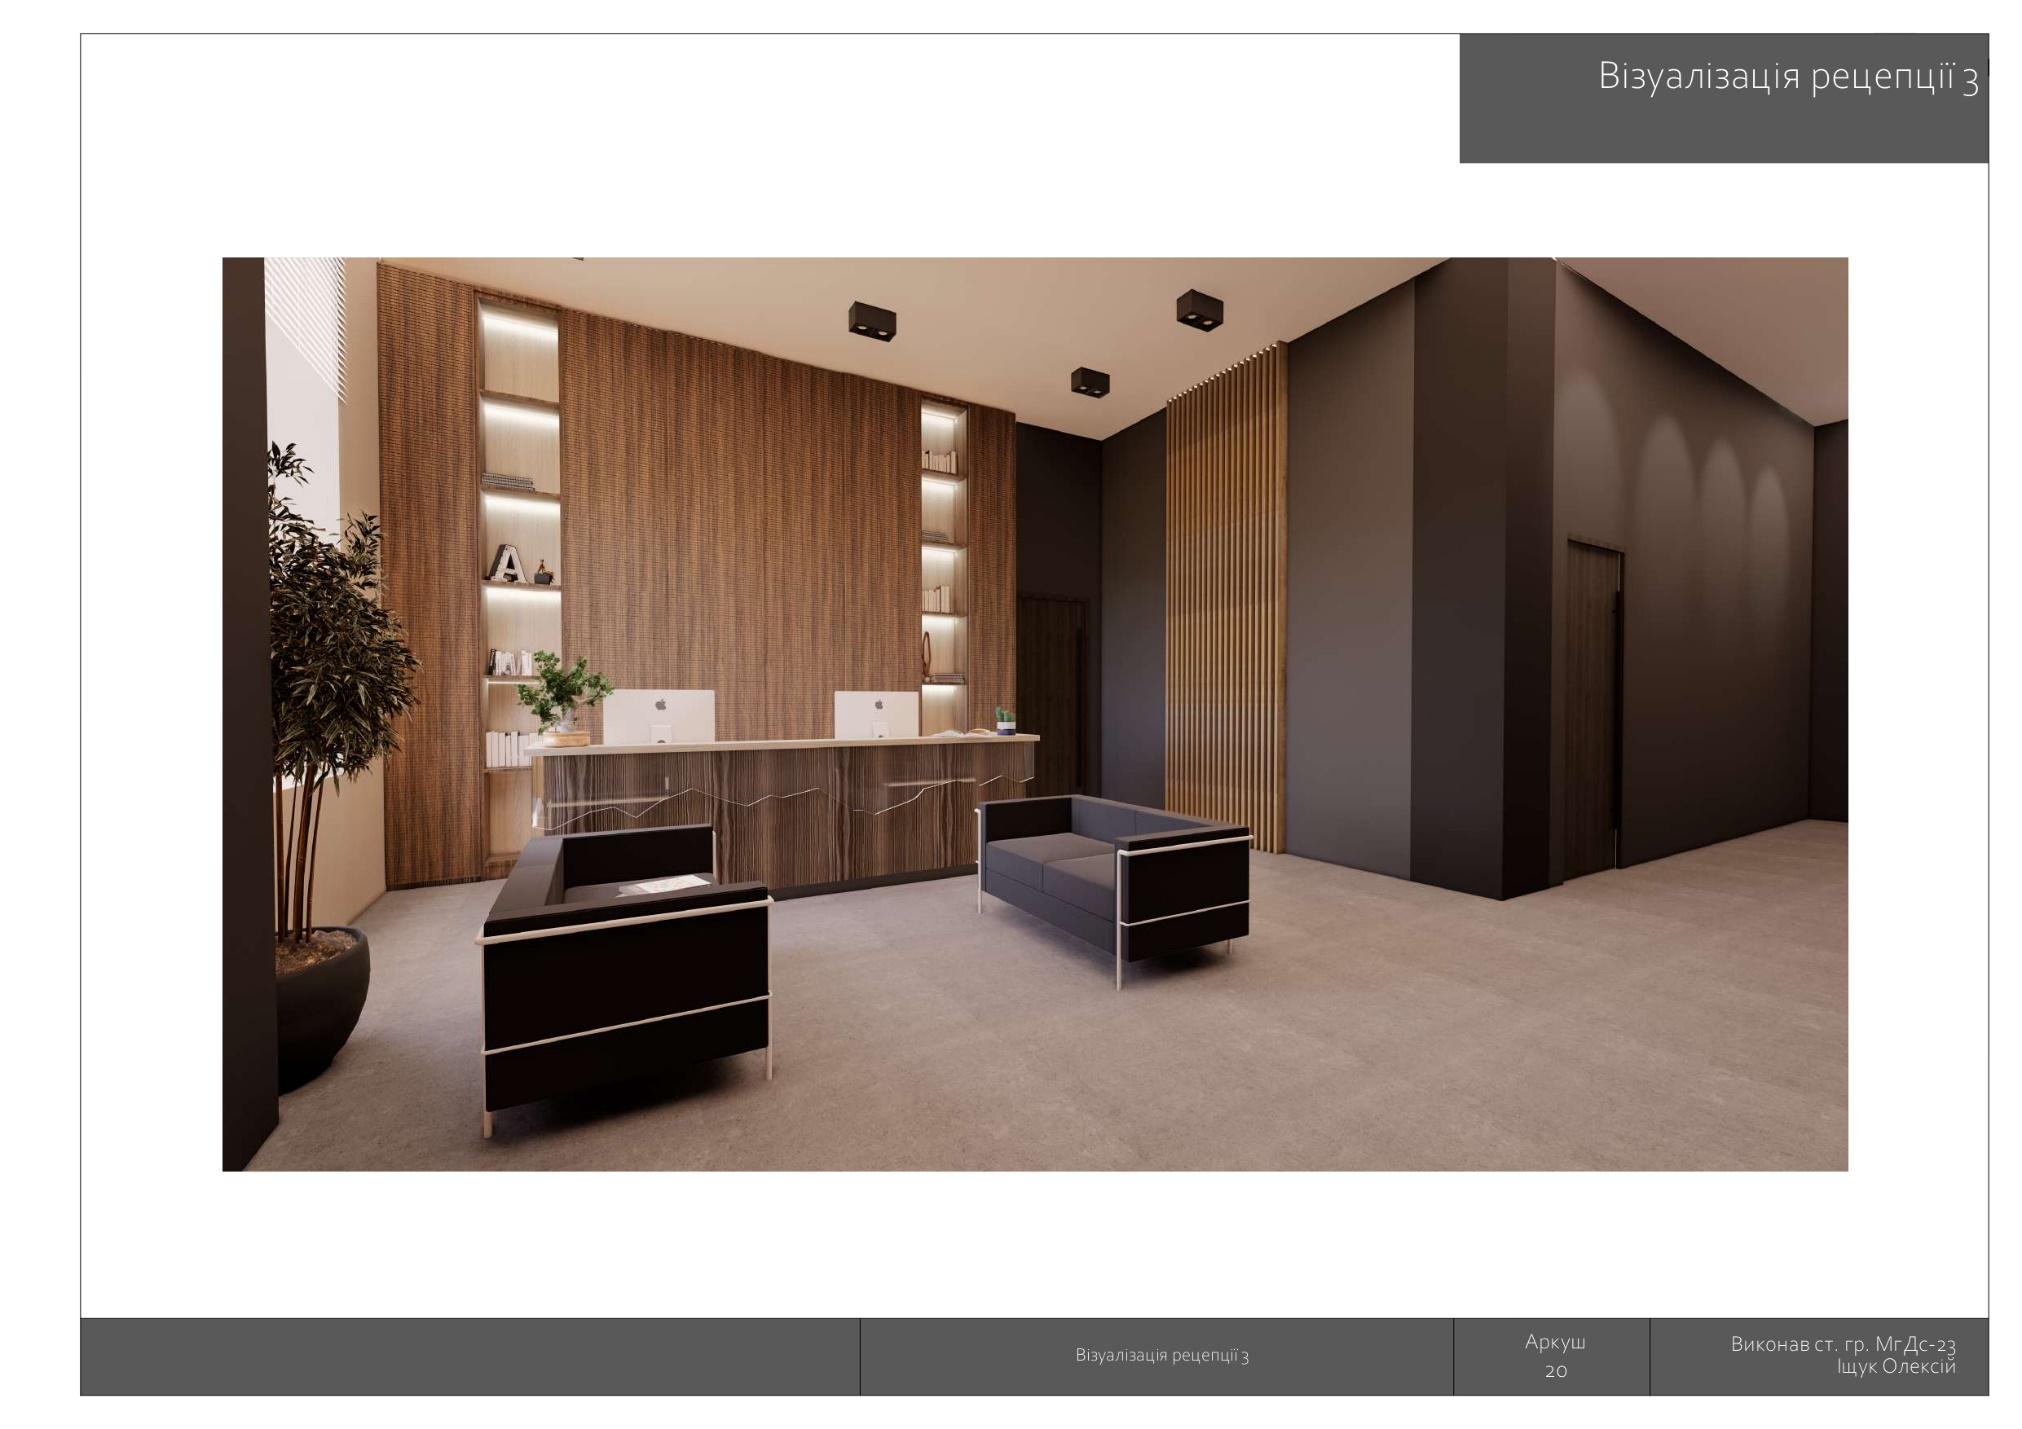 Візуалізація рецепції 3
A
Візуалізація рецепції 3
Аркуш
20
Виконав ст. гр. МгДс-23
Іщук Олексій